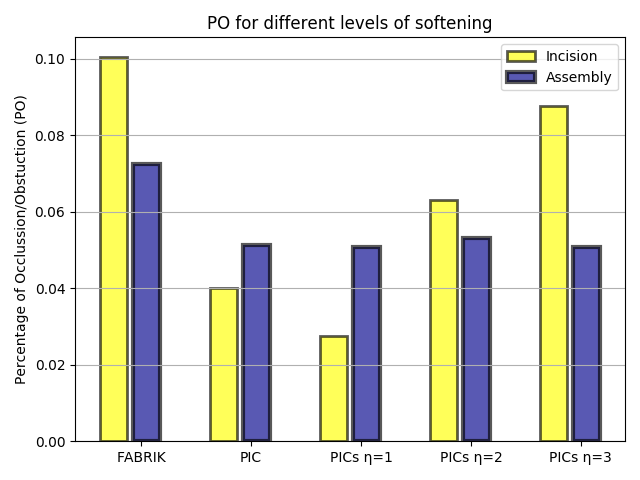 PO for different levels of softening
Incision
Assembly
Percentage of Occlussion/Obstuction (PO)
0.10
0.08
0.06
0.04
0.02
0.00
FABRIK
PIC
PICs η=1
PICs η=2
PICs η=3